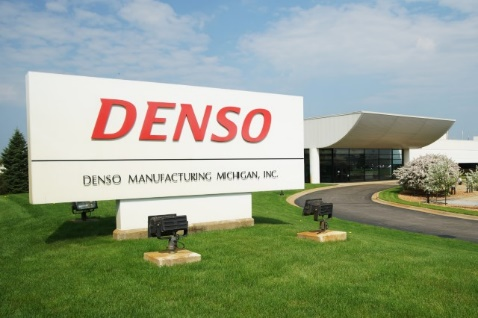 DENSO
DENSO MANUFACTURING MICHIGAN, INC.